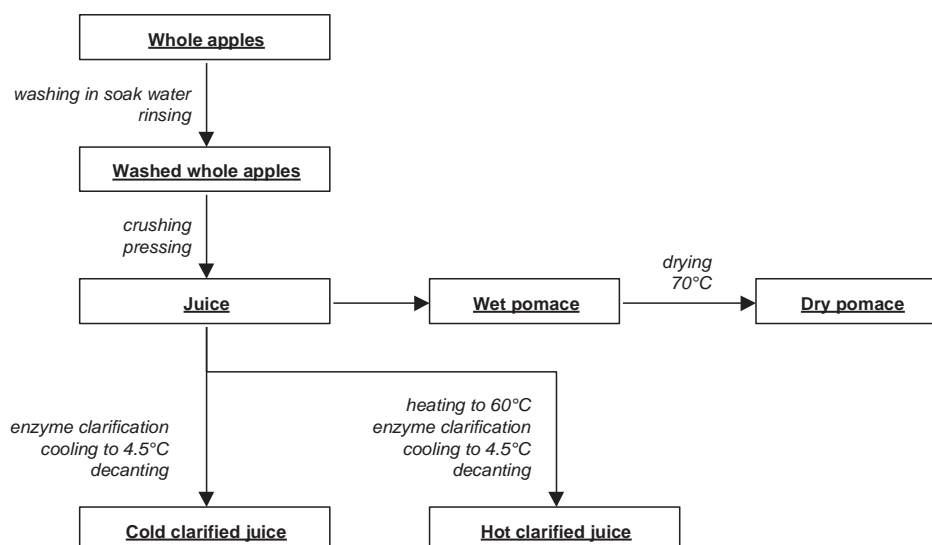 Whole apples
washing in soak water
rinsing
Washed whole apples
crushing
pressing
drying
70°C
Juice
Wet pomace
Dry pomace
enzyme clarification
cooling to 4.5°C
decanting
heating to 60°C
enzyme clarification
cooling to 4.5°C
decanting
Cold clarified juice
Hot clarified juice